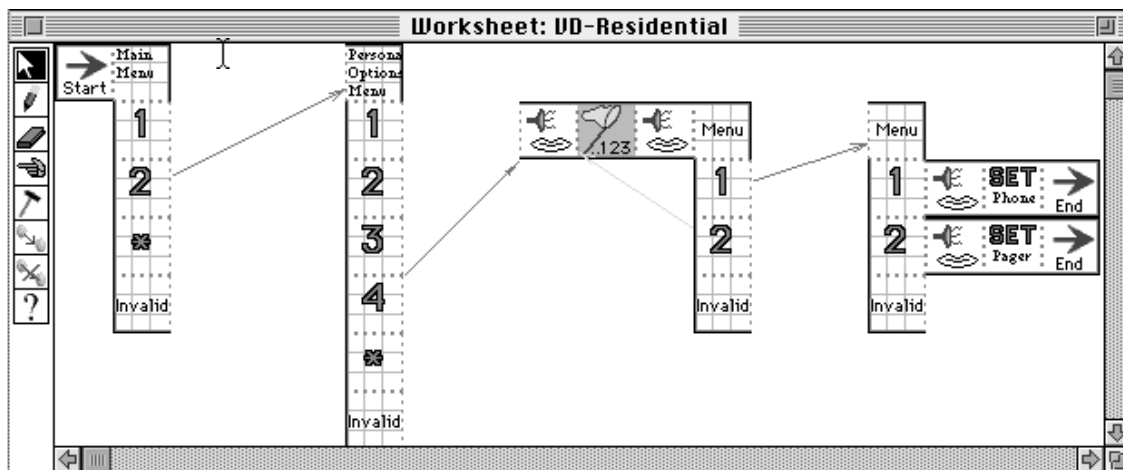 Worksheet: VD-Residential
Start
Main
Menu
1
2
*
Invalid
Persona
Options
Menu
1
2
3
4
*
Invalid
..123
Menu
1
2
Invalid
Menu
1
2
Invalid
SET
Phone
End
SET
Pager
End
?